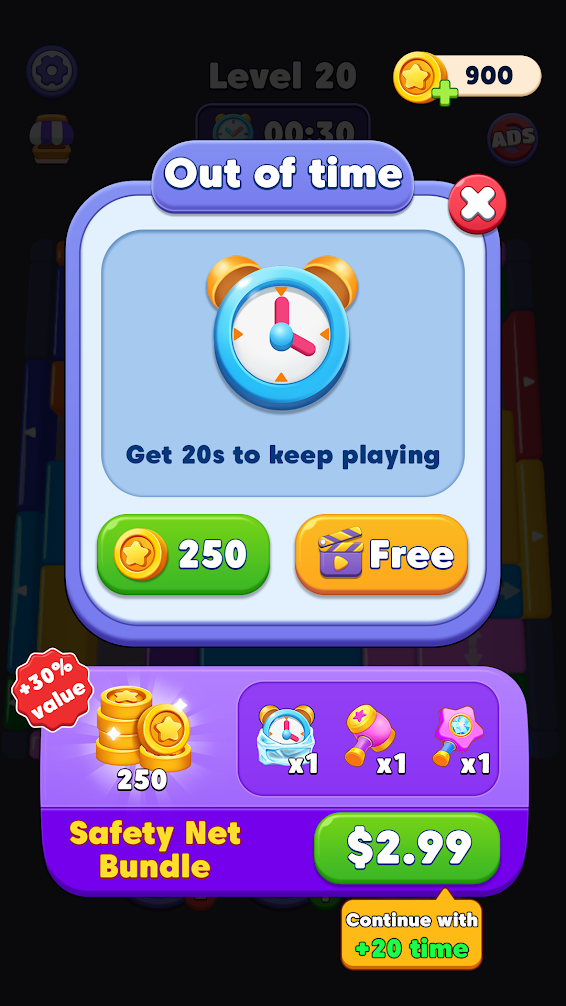 Level 20
900
00:30
ADS
Out of time
Get 20s to keep playing
250
Free
+30%
value
250
x1
x1
x1
Safety Net
Bundle
$2.99
Continue with
+20 time